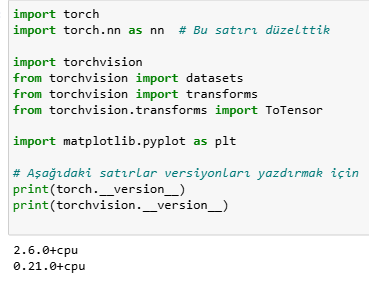 import torch
import torch.nn as nn  # Bu satırı düzelttik
import torchvision
from torchvision import datasets
from torchvision import transforms
from torchvision.transforms import ToTensor
import matplotlib.pyplot as plt
# Aşağıdaki satırlar versiyonları yazdırmak için
print(torch.__version__)
print(torchvision.__version__)
2.6.0+cpu
0.21.0+cpu